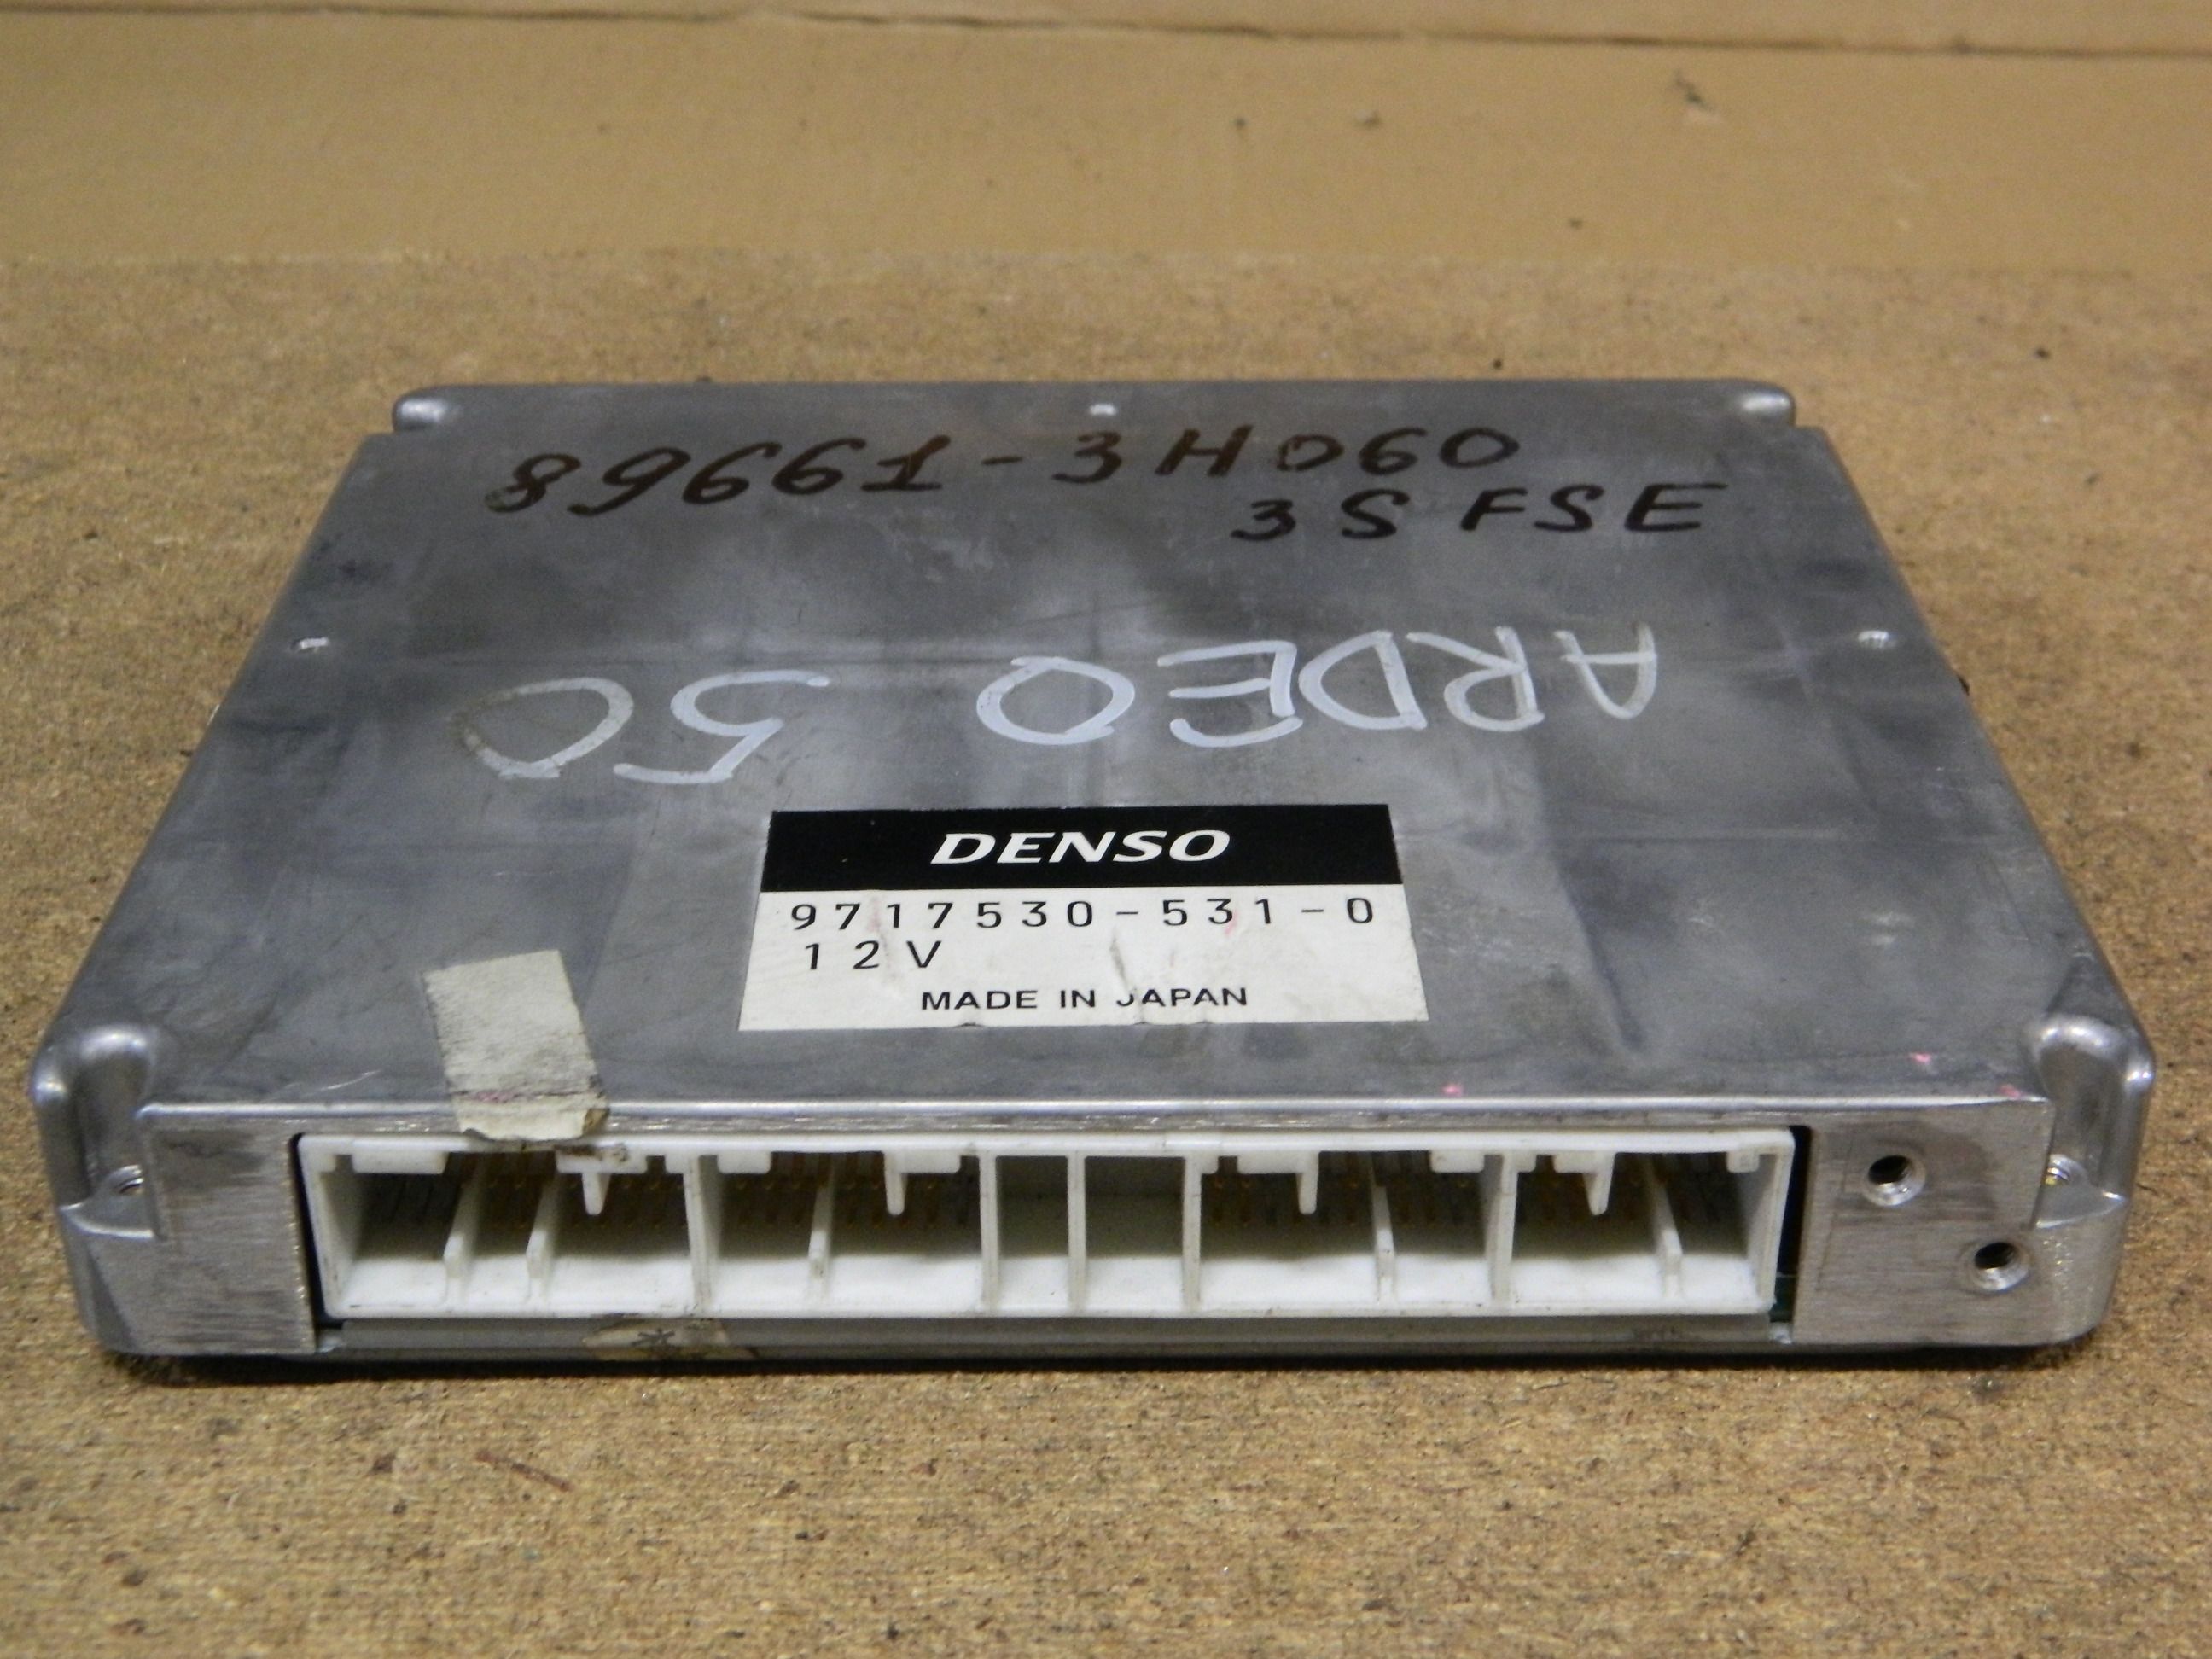 89661-3H060
3S FSE
ARDEO 50
DENSO
9717530-531-0
12V
MADE IN JAPAN